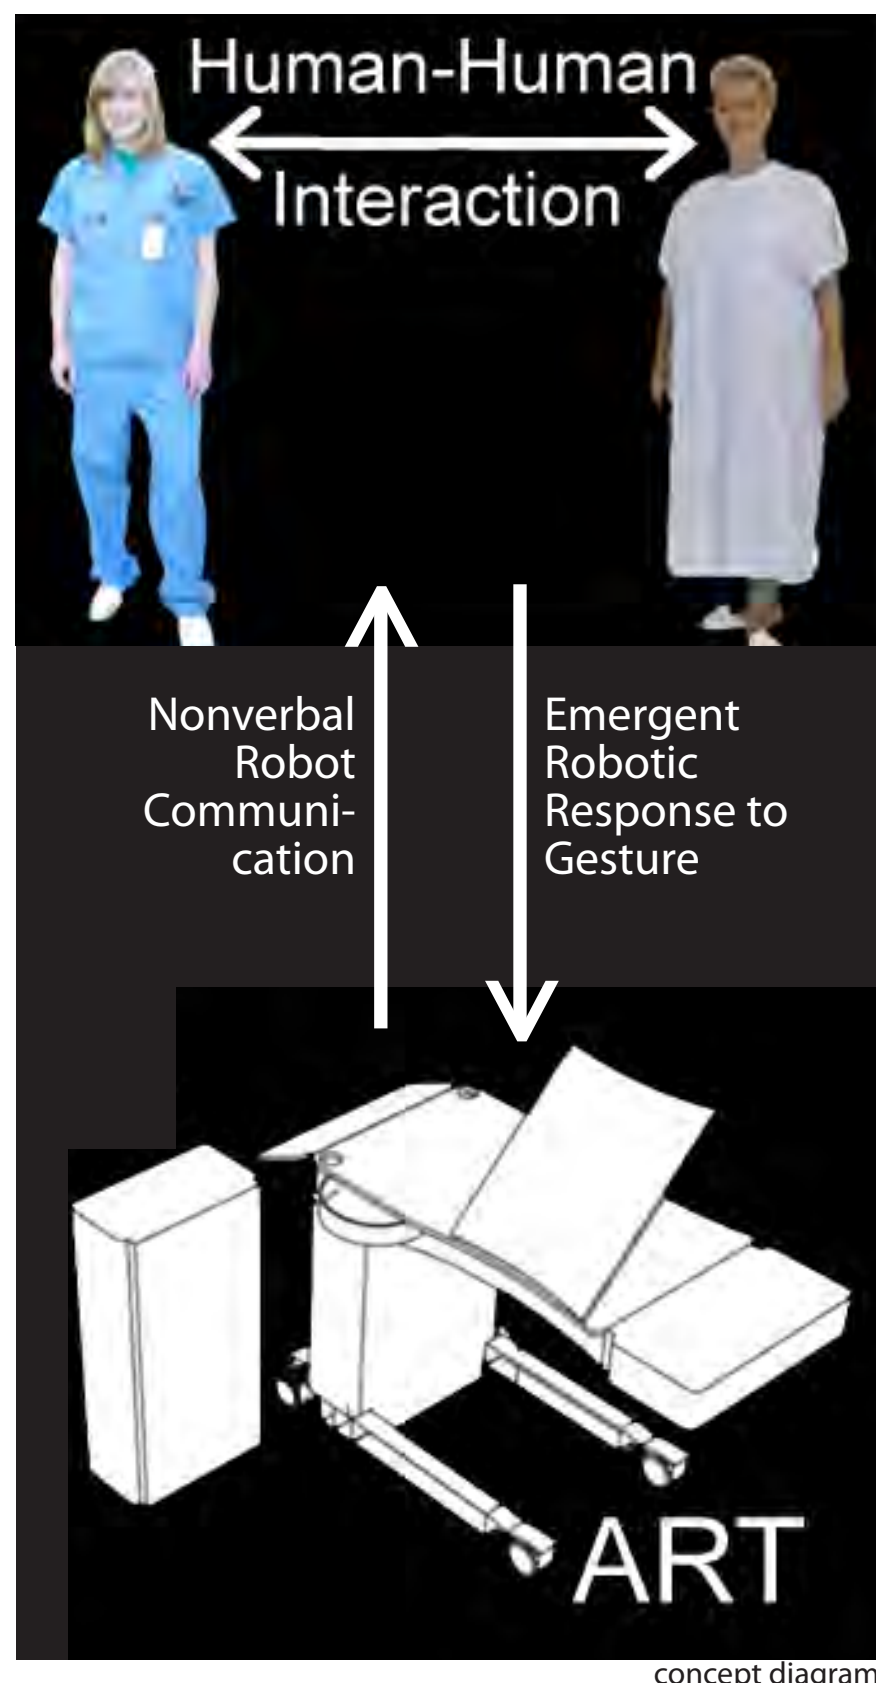 Human-Human
Interaction
Nonverbal
Robot
Communi-
cation
Emergent
Robotic
Response to
Gesture
ART
concept diagram